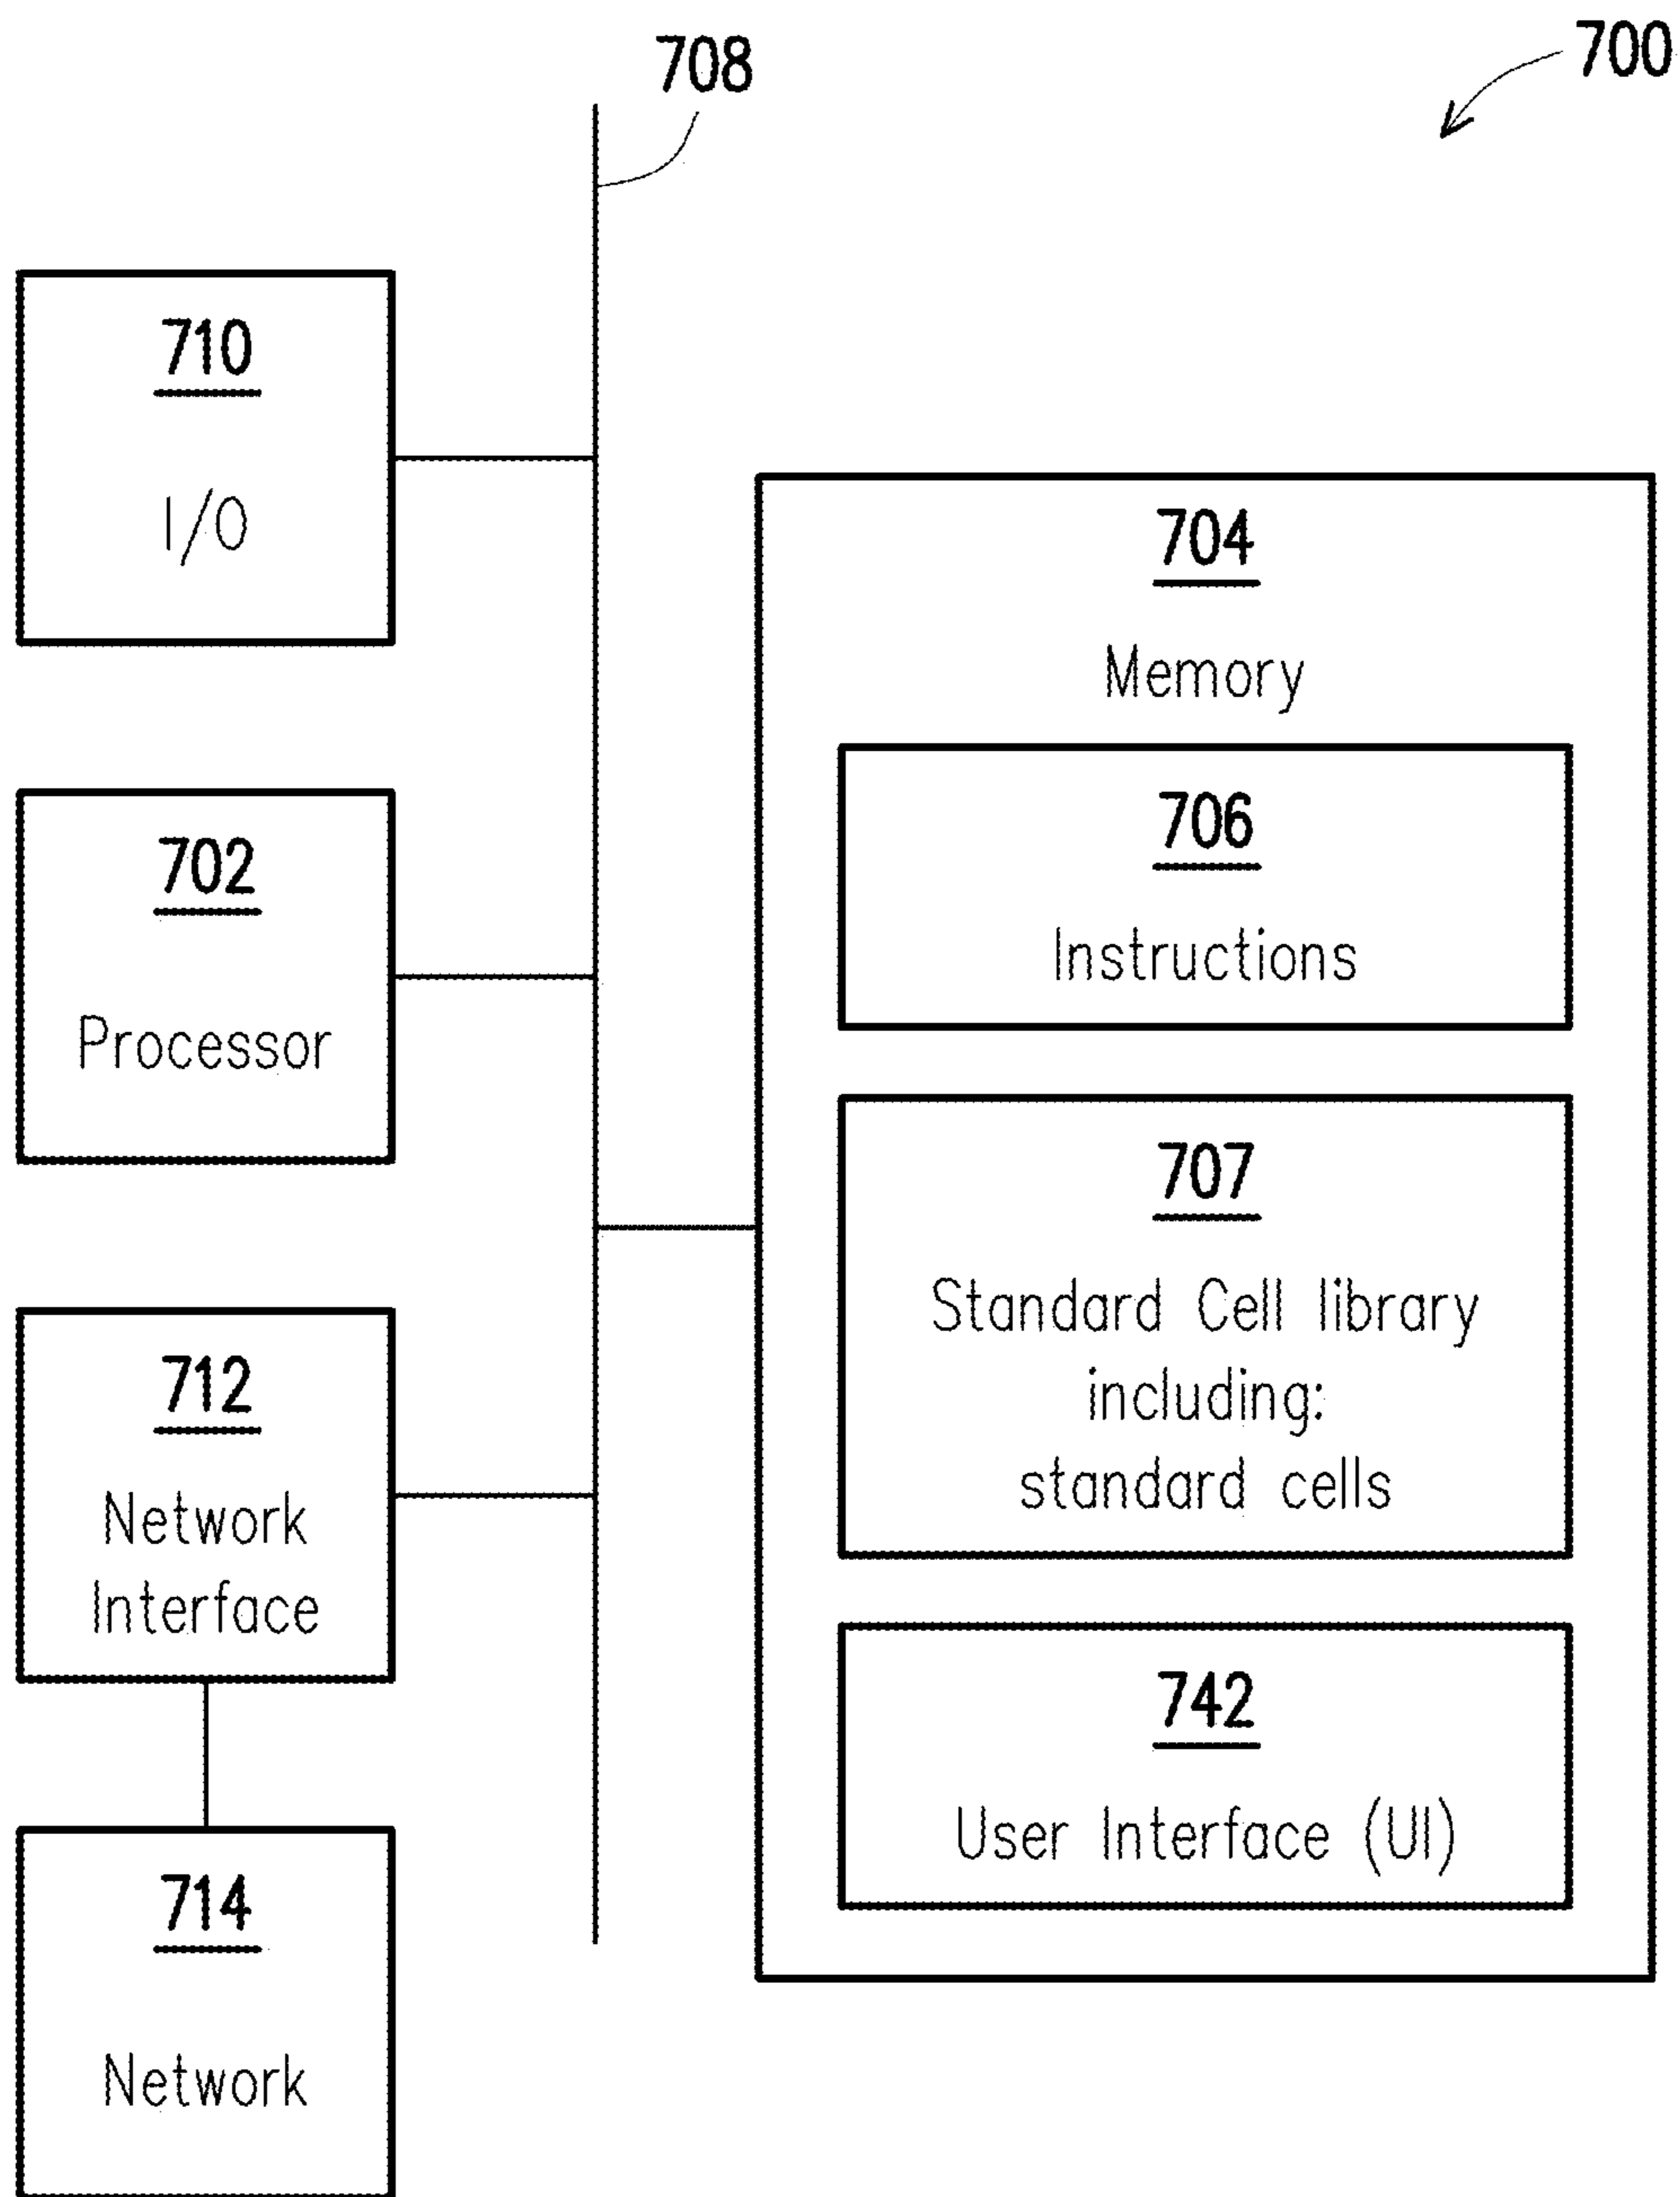 708
700
710
I/O
702
Processor
712
Network
Interface
714
Network
704
Memory
706
Instructions
707
Standard Cell library
including:
standard cells
742
User Interface (UI)